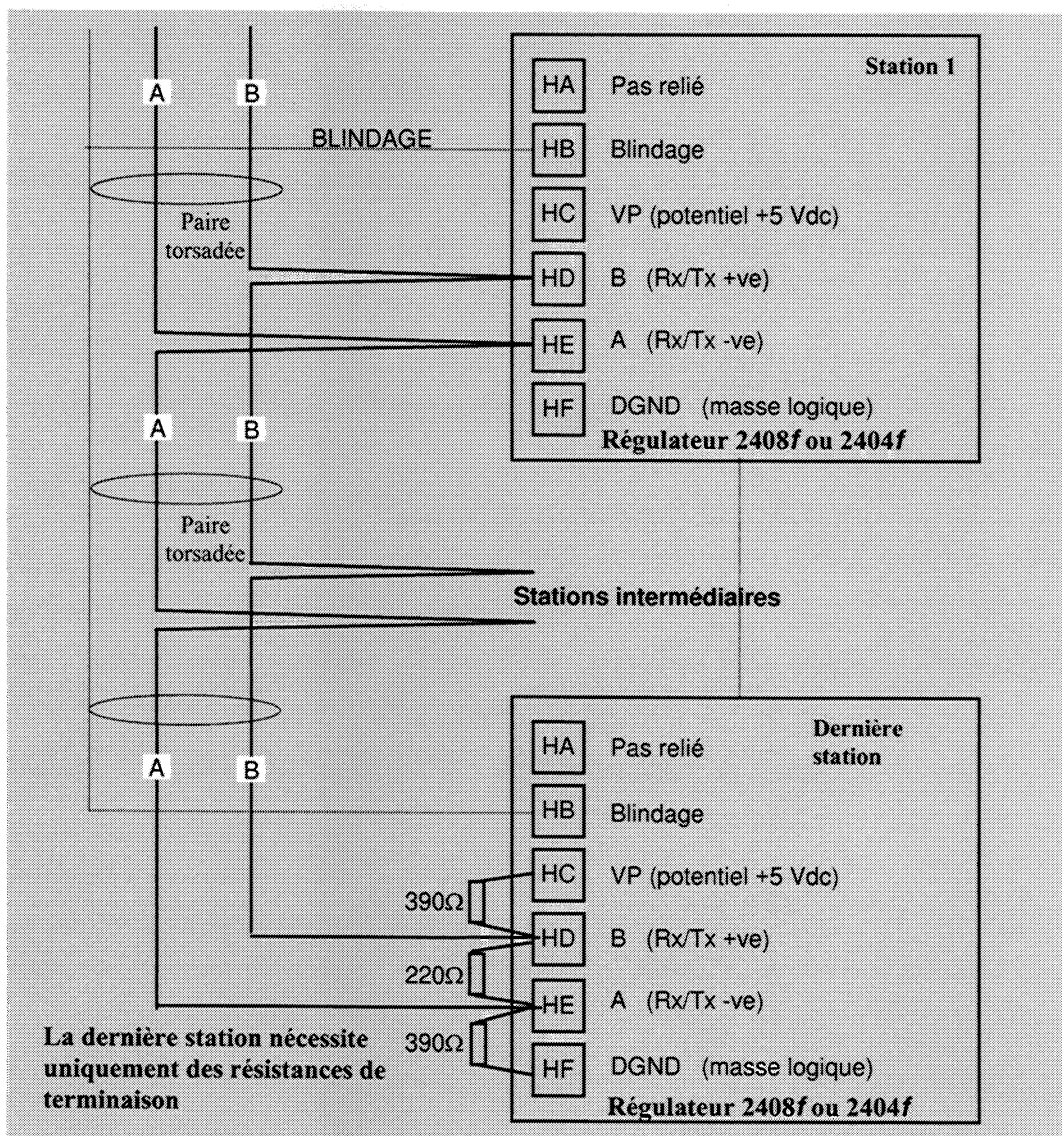 A B
Station 1
HA Pas relié
BLINDAGE
HB Blindage
Paire
torsadée
HC VP (potentiel +5 Vdc)
HD B (Rx/Tx +ve)
HE A (Rx/Tx -ve)
HF DGND (masse logique)
Régulateur 2408f ou 2404f
A B
Paire
torsadée
Stations intermédiaires
A B
Dernière
station
HA Pas relié
HB Blindage
HC VP (potentiel +5 Vdc)
390Ω
HD B (Rx/Tx +ve)
220Ω
HE A (Rx/Tx -ve)
390Ω
HF DGND (masse logique)
Régulateur 2408f ou 2404f
La dernière station nécessite
uniquement des résistances de
terminaison